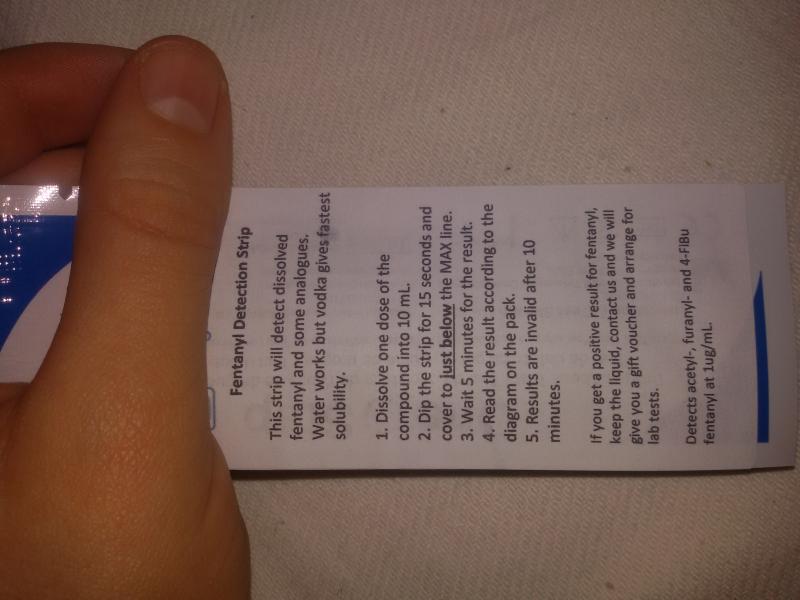 Fentanyl Detection Strip
This strip will detect dissolved
fentanyl and some analogues.
Water works but vodka gives fastest
solubility.
1. Dissolve one dose of the
compound into 10 mL.
2. Dip the strip for 15 seconds and
cover to just below the MAX line.
3. Wait 5 minutes for the result.
4. Read the result according to the
diagram on the pack.
5. Results are invalid after 10
minutes.
If you get a positive result for fentanyl,
keep the liquid, contact us and we will
give you a gift voucher and arrange for
lab tests.
Detects acetyl-, furanyl- and 4-FIBu
fentanyl at 1ug/mL.